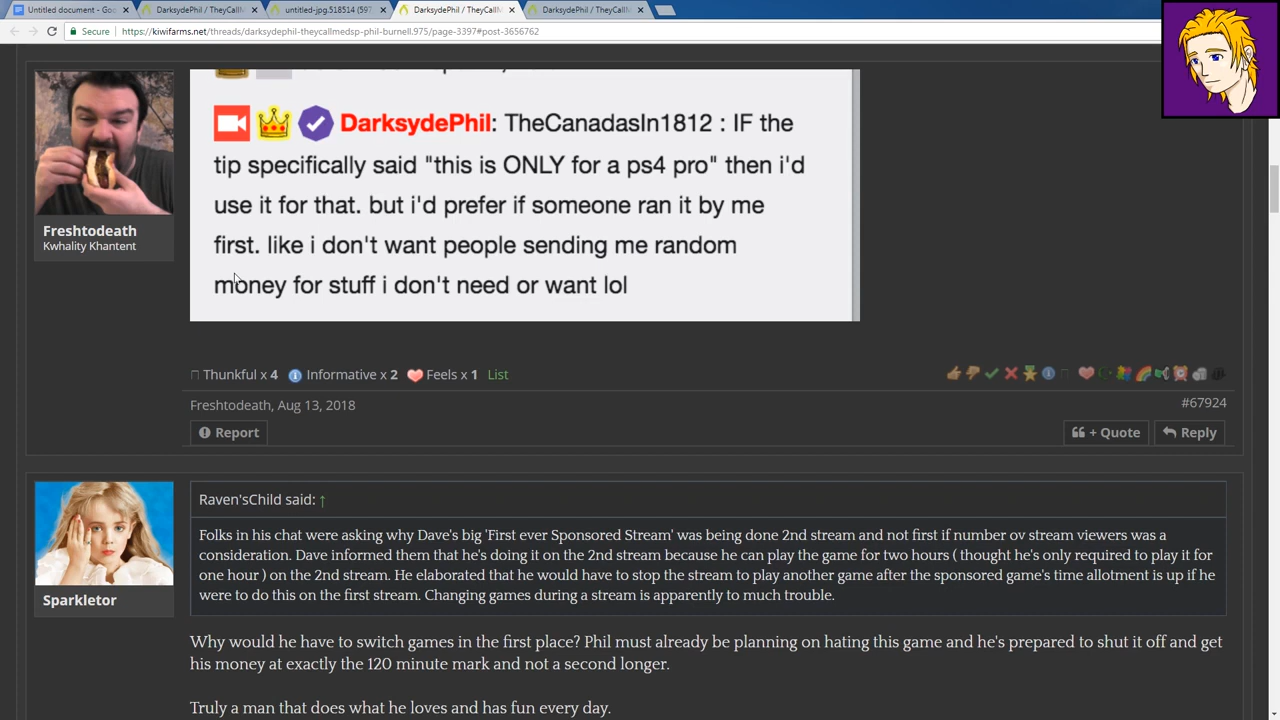 Untitled document - Goo
DarksydePhil / TheyCallM
untitled-jpg.518514 (597
DarksydePhil / TheyCallM
DarksydePhil / TheyCallM
Secure
https://kiwifarms.net/threads/darksydephil-theycallmedsp-phil-burnell.975/page-3397#post-3656762
DarksydePhil: TheCanadasIn1812 : IF the
tip specifically said "this is ONLY for a ps4 pro" then i'd
use it for that. but i'd prefer if someone ran it by me
first. like i don't want people sending me random
money for stuff i don't need or want lol
Freshtodeath
Kwhality Khantent
Thunkful x 4 Informative x 2 Feels x 1 List
Freshtodeath, Aug 13, 2018
#67924
Report
+ Quote
Reply
Sparkletor
Raven'sChild said: ↑
Folks in his chat were asking why Dave's big 'First ever Sponsored Stream' was being done 2nd stream and not first if number ov stream viewers was a
consideration. Dave informed them that he's doing it on the 2nd stream because he can play the game for two hours ( thought he's only required to play it for
one hour ) on the 2nd stream. He elaborated that he would have to stop the stream to play another game after the sponsored game's time allotment is up if he
were to do this on the first stream. Changing games during a stream is apparently to much trouble.
Why would he have to switch games in the first place? Phil must already be planning on hating this game and he's prepared to shut it off and get
his money at exactly the 120 minute mark and not a second longer.
Truly a man that does what he loves and has fun every day.